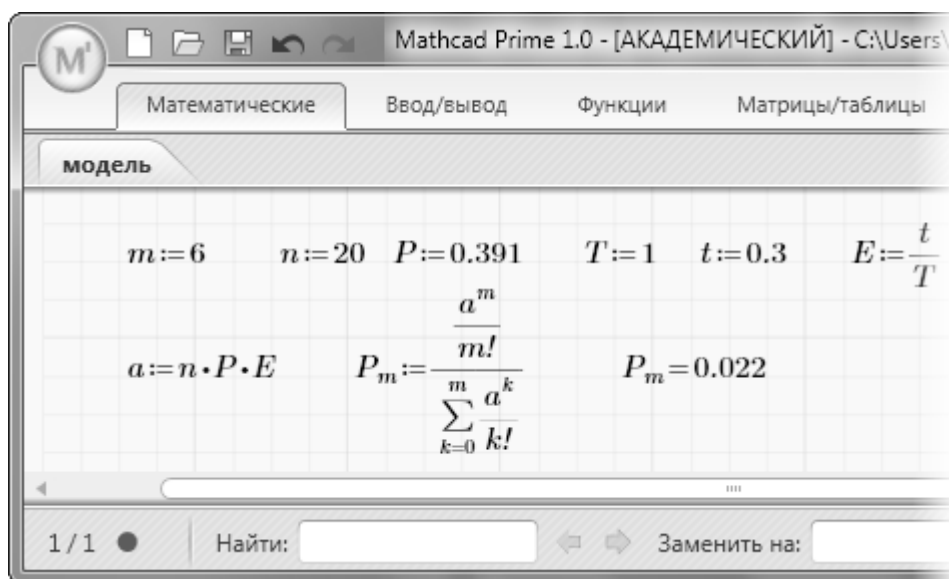 Mathcad Prime 1.0 - [АКАДЕМИЧЕСКИЙ] - C:\Users\
Математические Ввод/вывод Функции Матрицы/таблицы
модель
m:=6 n:=20 P:=0.391 T:=1 t:=0.3 E:=t/T
a:=n·P·E P_m:=(a^m/m!)/(∑_{k=0}^{m} a^k/k!) P_m=0.022
1 / 1 Найти: Заменить на: